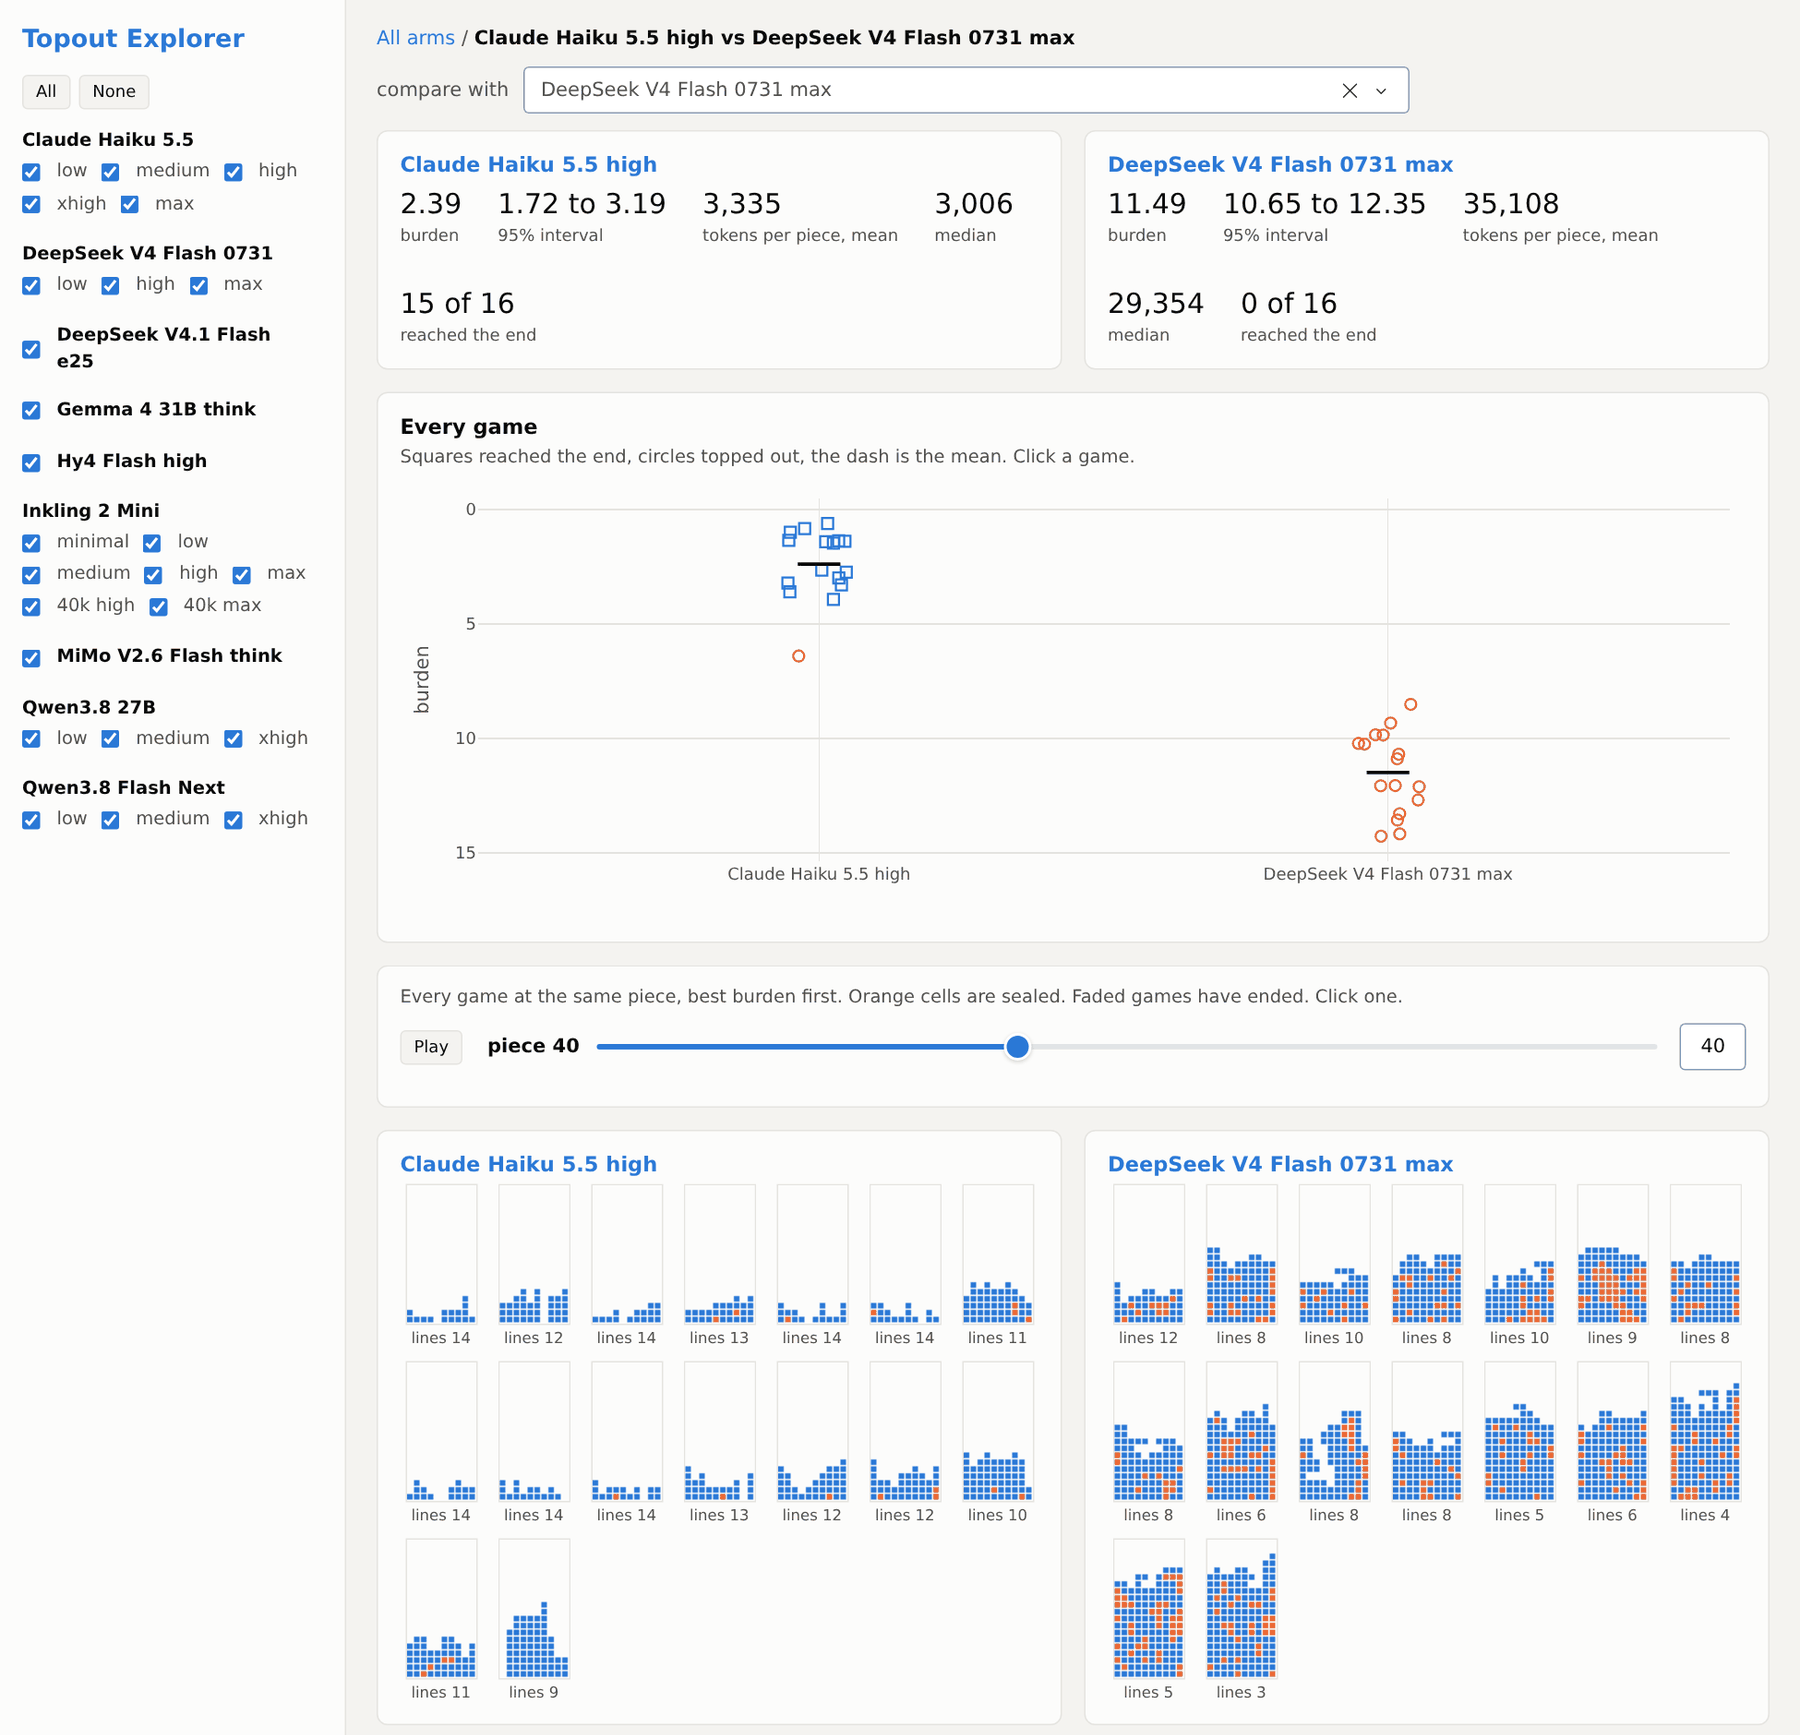 Topout Explorer
All None
Claude Haiku 5.5
low medium high
xhigh max
DeepSeek V4 Flash 0731
low high max
DeepSeek V4.1 Flash
e25
Gemma 4 31B think
Hy4 Flash high
Inkling 2 Mini
minimal low
medium high max
40k high 40k max
MiMo V2.6 Flash think
Qwen3.8 27B
low medium xhigh
Qwen3.8 Flash Next
low medium xhigh
All arms / Claude Haiku 5.5 high vs DeepSeek V4 Flash 0731 max
compare with DeepSeek V4 Flash 0731 max
Claude Haiku 5.5 high
2.39 1.72 to 3.19 3,335 3,006
burden 95% interval tokens per piece, mean median
15 of 16
reached the end
DeepSeek V4 Flash 0731 max
11.49 10.65 to 12.35 35,108
burden 95% interval tokens per piece, mean
29,354 0 of 16
median reached the end
Every game
Squares reached the end, circles topped out, the dash is the mean. Click a game.
0
5
10
15
burden
Claude Haiku 5.5 high DeepSeek V4 Flash 0731 max
Every game at the same piece, best burden first. Orange cells are sealed. Faded games have ended. Click one.
Play piece 40 40
Claude Haiku 5.5 high
lines 14 lines 12 lines 14 lines 13 lines 14 lines 14 lines 11
lines 14 lines 14 lines 14 lines 13 lines 12 lines 12 lines 10
lines 11 lines 9
DeepSeek V4 Flash 0731 max
lines 12 lines 8 lines 10 lines 8 lines 10 lines 9 lines 8
lines 8 lines 6 lines 8 lines 8 lines 5 lines 6 lines 4
lines 5 lines 3